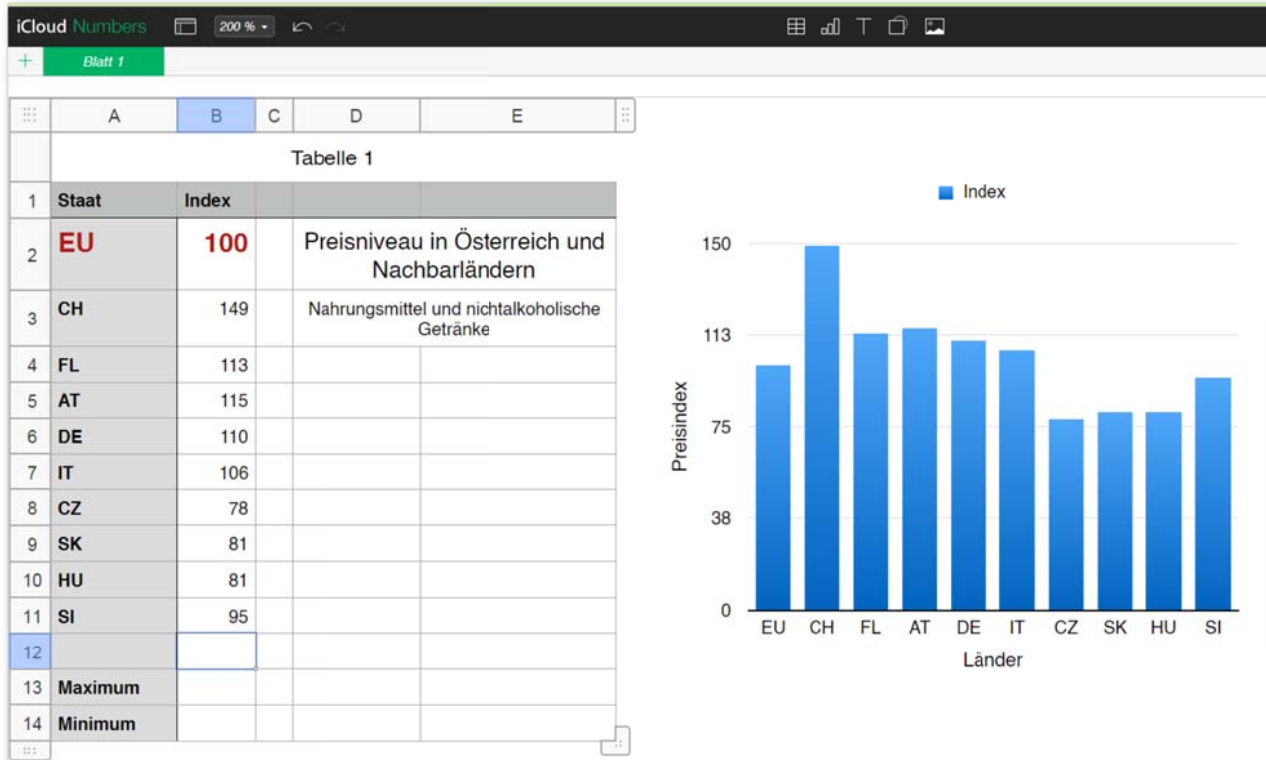 iCloud Numbers 200 %
Blatt 1
A B C D E
Tabelle 1
1 Staat Index
2 EU 100 Preisniveau in Österreich und
Nachbarländern
3 CH 149 Nahrungsmittel und nichtalkoholische
Getränke
4 FL 113
5 AT 115
6 DE 110
7 IT 106
8 CZ 78
9 SK 81
10 HU 81
11 SI 95
12
13 Maximum
14 Minimum
Index
150
113
75
38
0
Preisindex
EU CH FL AT DE IT CZ SK HU SI
Länder